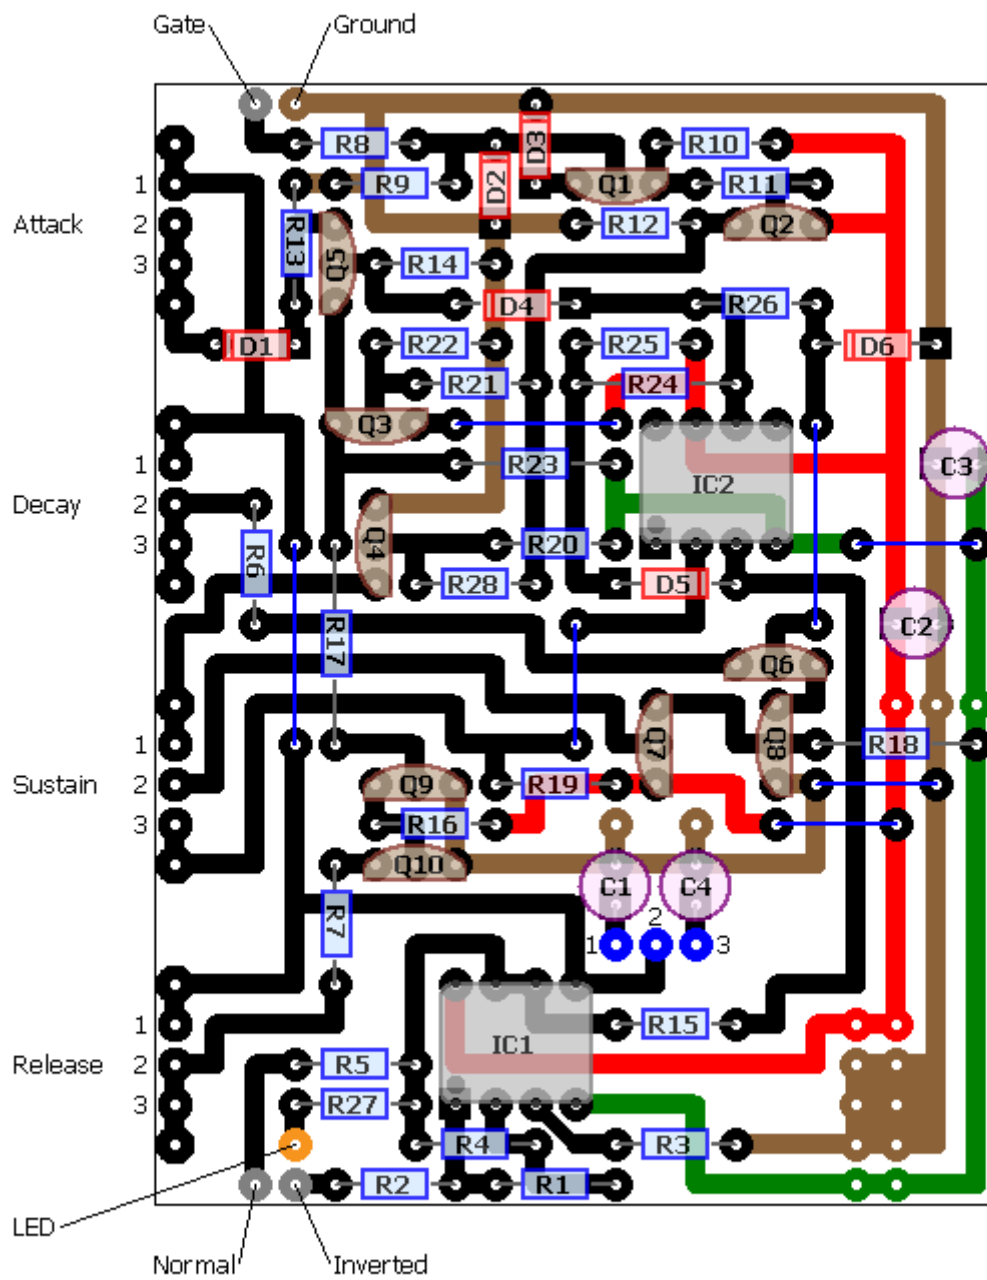 Gate Ground
R8 D3 R10
1 R9 D2 Q1 R11
Attack 2 R13 R12 Q2
3 Q5 R14
D4 R26
D1 R22 R25 D6
R21 R24
Q3
1 R23 IC2 C3
Decay 2
3 R6 Q4 R20
R28 D5
R17 C2
Q6
1 Q7 Q8 R18
Sustain 2 Q9 R19
3 R16
Q10 C1 C4
R7 2
1 3
1 R15
Release 2 R5 IC1
3 R27
R4 R3
R2 R1
LED
Normal Inverted